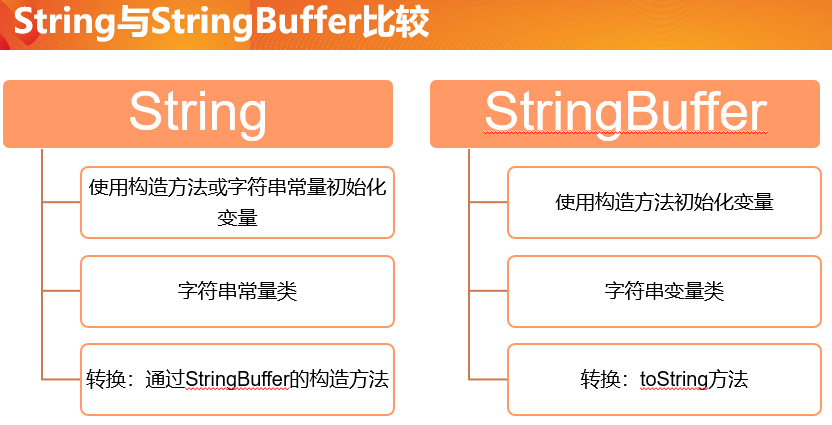 String与StringBuffer比较
String
使用构造方法或字符串常量初始化
变量
字符串常量类
转换：通过StringBuffer的构造方法
StringBuffer
使用构造方法初始化变量
字符串变量类
转换：toString方法